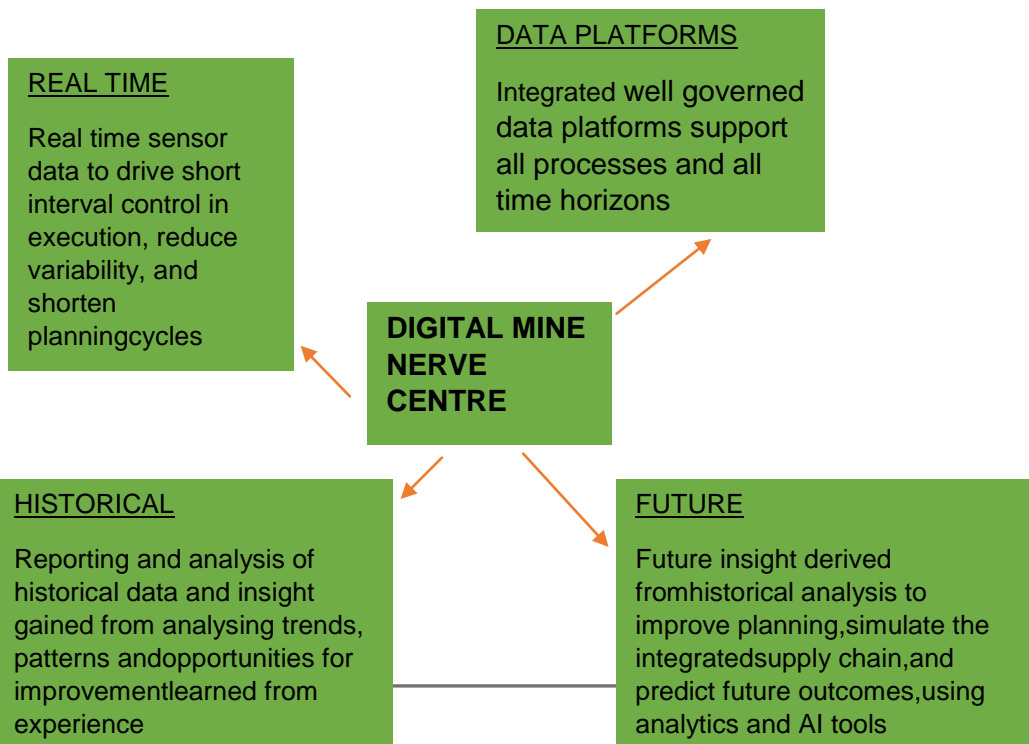 REAL TIME
Real time sensor
data to drive short
interval control in
execution, reduce
variability, and
shorten
planningcycles
DATA PLATFORMS
Integrated well governed
data platforms support
all processes and all
time horizons
DIGITAL MINE
NERVE
CENTRE
HISTORICAL
Reporting and analysis of
historical data and insight
gained from analysing trends,
patterns andopportunities for
improvementlearned from
experience
FUTURE
Future insight derived
fromhistorical analysis to
improve planning,simulate the
integratedsupply chain,and
predict future outcomes,using
analytics and AI tools